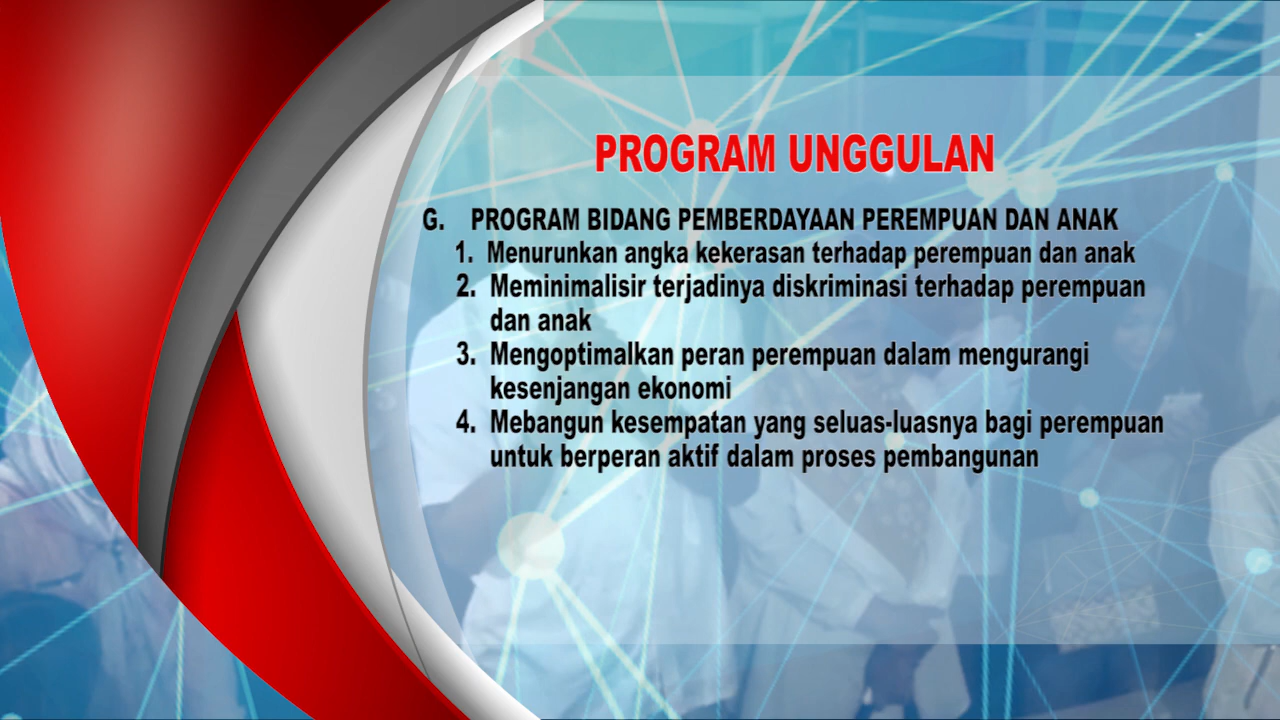 PROGRAM UNGGULAN
G. PROGRAM BIDANG PEMBERDAYAAN PEREMPUAN DAN ANAK
1. Menurunkan angka kekerasan terhadap perempuan dan anak
2. Meminimalisir terjadinya diskriminasi terhadap perempuan
dan anak
3. Mengoptimalkan peran perempuan dalam mengurangi
kesenjangan ekonomi
4. Mebangun kesempatan yang seluas-luasnya bagi perempuan
untuk berperan aktif dalam proses pembangunan